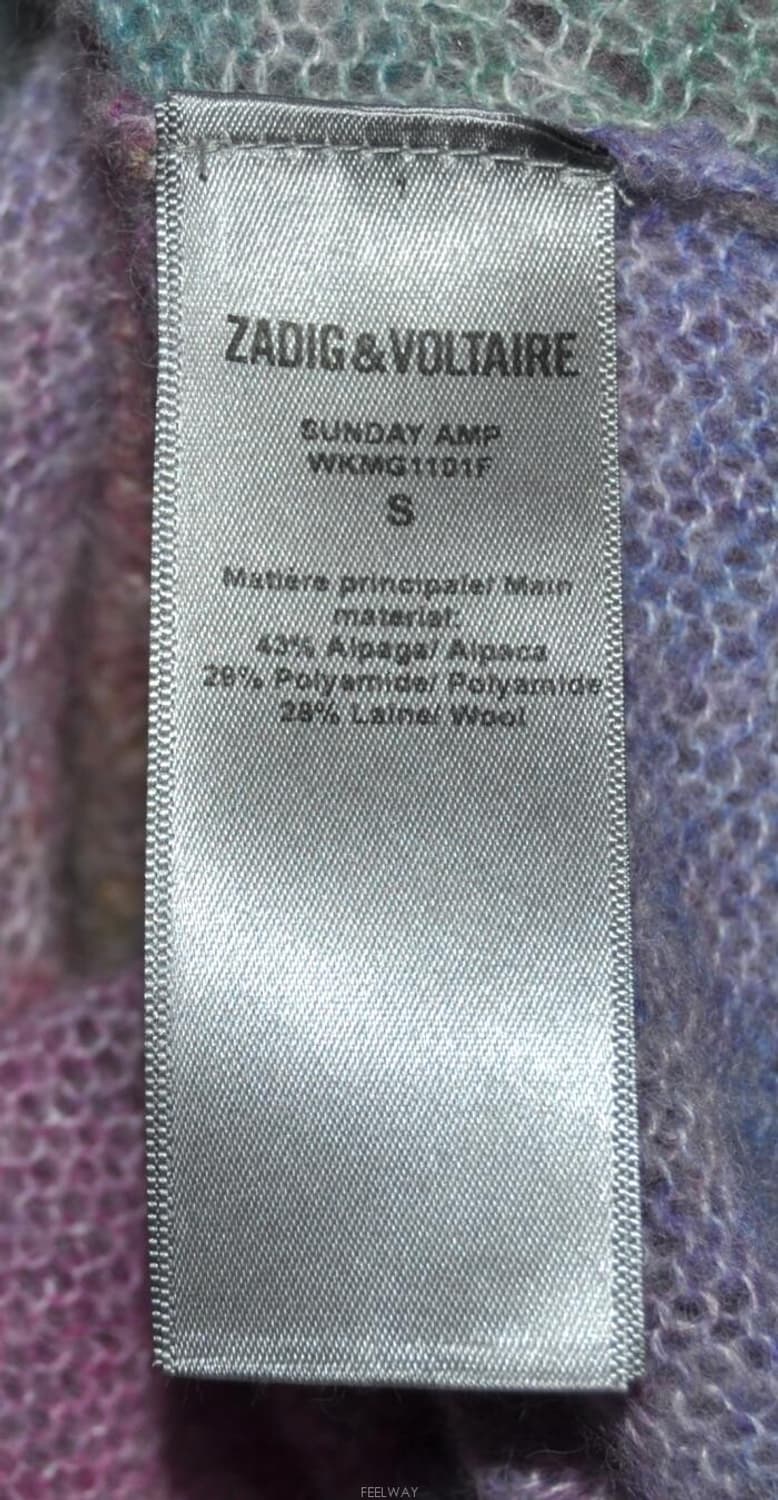 ZADIG&VOLTAIRE
SUNDAY AMP
WKMG1101F
S
Matière principale/ Main
material:
43% Alpaga/ Alpaca
29% Polyamide/ Polyamide
28% Laine/ Wool
FEELWAY